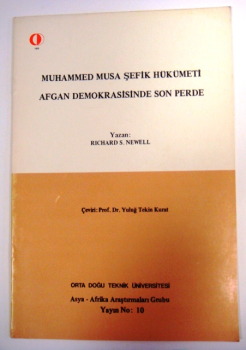 MUHAMMED MUSA ŞEFİK HÜKÜMETİ
AFGAN DEMOKRASİSİNDE SON PERDE
Yazan:
RICHARD S. NEWELL
Çeviri: Prof. Dr. Yuluğ Tekin Kurat
ORTA DOĞU TEKNİK ÜNİVERSİTESİ
Asya - Afrika Araştırmaları Grubu
Yayın No: 10